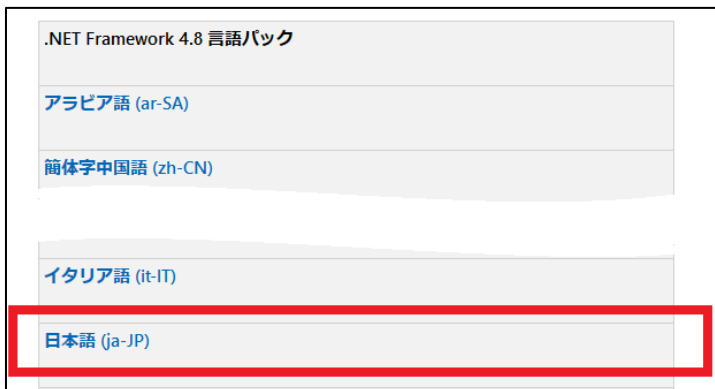 .NET Framework 4.8 言語パック
アラビア語 (ar-SA)
簡体字中国語 (zh-CN)
イタリア語 (it-IT)
日本語 (ja-JP)